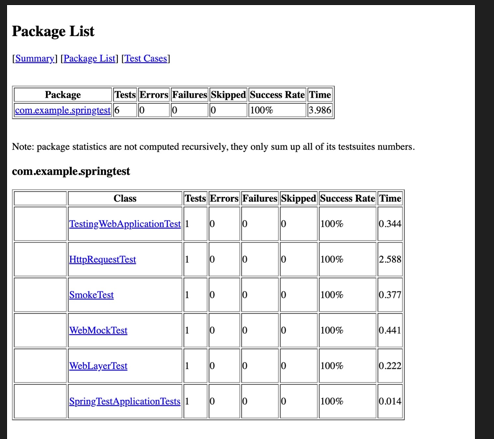 Package List
[Summary] [Package List] [Test Cases]
Package Tests Errors Failures Skipped Success Rate Time
com.example.springtest 6 0 0 0 100% 3.986
Note: package statistics are not computed recursively, they only sum up all of its testsuites numbers.
com.example.springtest
Class Tests Errors Failures Skipped Success Rate Time
TestingWebApplicationTest 1 0 0 0 100% 0.344
HttpRequestTest 1 0 0 0 100% 2.588
SmokeTest 1 0 0 0 100% 0.377
WebMockTest 1 0 0 0 100% 0.441
WebLayerTest 1 0 0 0 100% 0.222
SpringTestApplicationTests 1 0 0 0 100% 0.014